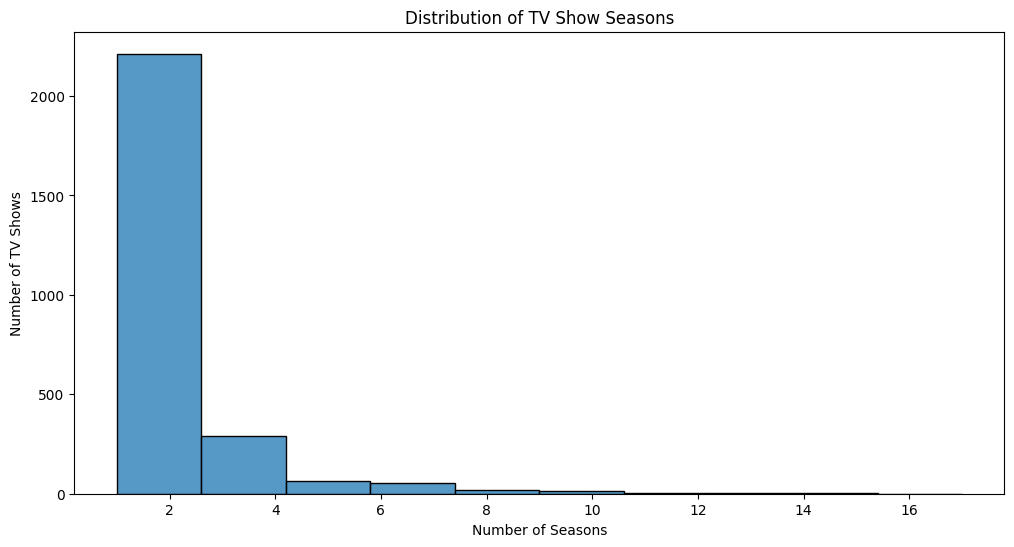 Distribution of TV Show Seasons
2000
1500
1000
500
0
Number of TV Shows
2 4 6 8 10 12 14 16
Number of Seasons